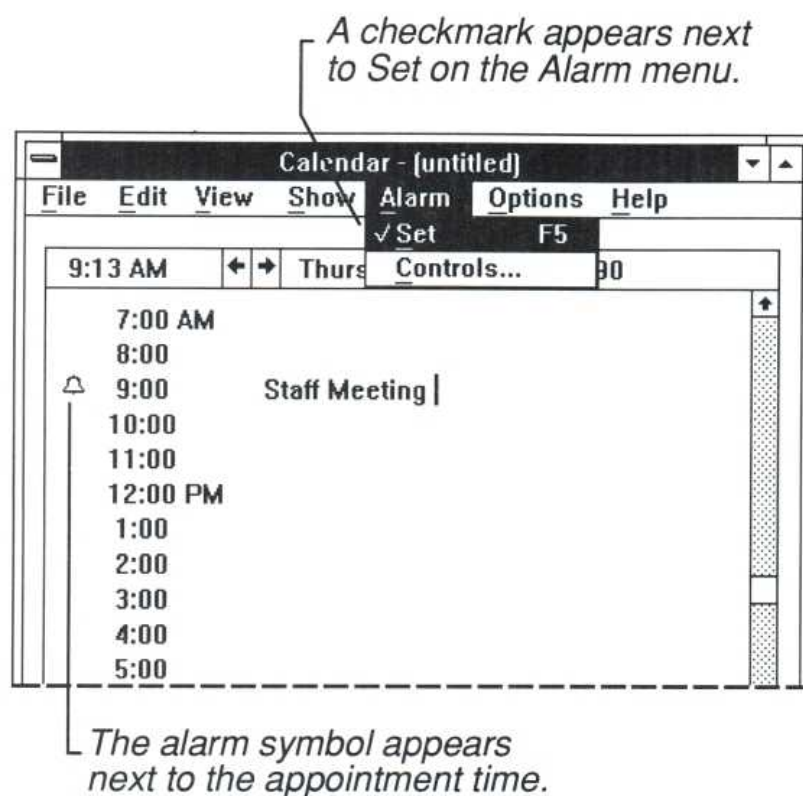 A checkmark appears next
to Set on the Alarm menu.
Calendar - (untitled)
File Edit View Show Alarm Options Help
✓ Set F5
9:13 AM Thurs 90
Controls...
7:00 AM
8:00
9:00 Staff Meeting
10:00
11:00
12:00 PM
1:00
2:00
3:00
4:00
5:00
The alarm symbol appears
next to the appointment time.